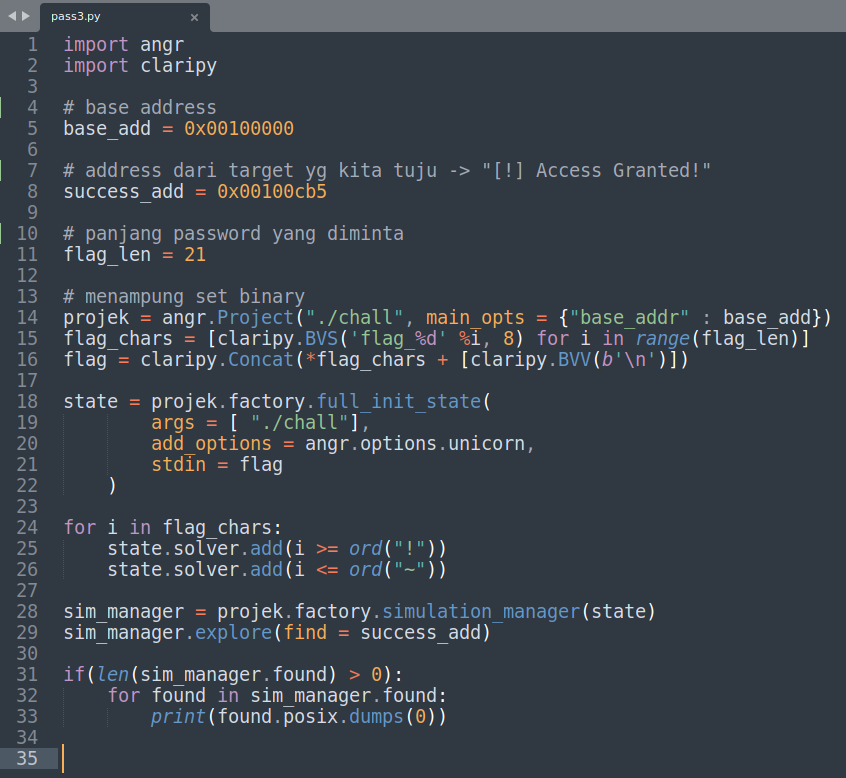 pass3.py ×
1 import angr
2 import claripy
3
4 # base address
5 base_add = 0x00100000
6
7 # address dari target yg kita tuju -> "[!] Access Granted!"
8 success_add = 0x00100cb5
9
10 # panjang password yang diminta
11 flag_len = 21
12
13 # menampung set binary
14 projek = angr.Project("./chall", main_opts = {"base_addr" : base_add})
15 flag_chars = [claripy.BVS('flag_%d' %i, 8) for i in range(flag_len)]
16 flag = claripy.Concat(*flag_chars + [claripy.BVV(b'\n')])
17
18 state = projek.factory.full_init_state(
19         args = [ "./chall"],
20         add_options = angr.options.unicorn,
21         stdin = flag
22     )
23
24 for i in flag_chars:
25     state.solver.add(i >= ord("!"))
26     state.solver.add(i <= ord("~"))
27
28 sim_manager = projek.factory.simulation_manager(state)
29 sim_manager.explore(find = success_add)
30
31 if(len(sim_manager.found) > 0):
32     for found in sim_manager.found:
33         print(found.posix.dumps(0))
34
35